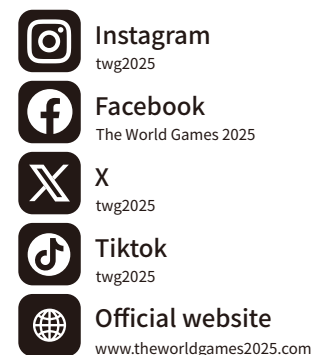 Instagram
twg2025
Facebook
The World Games 2025
X
twg2025
Tiktok
twg2025
Official website
www.theworldgames2025.com